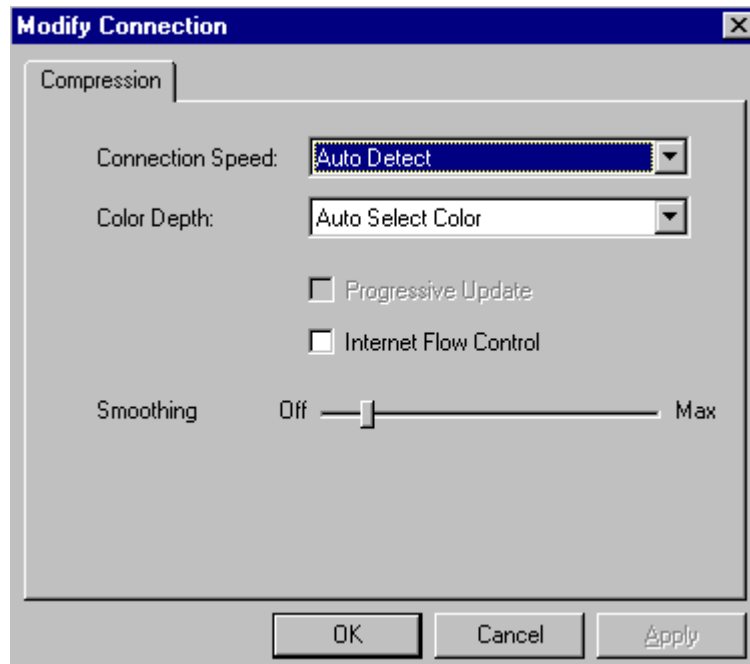 Modify Connection
Compression
Connection Speed: Auto Detect
Color Depth: Auto Select Color
Progressive Update
Internet Flow Control
Smoothing Off Max
OK Cancel Apply